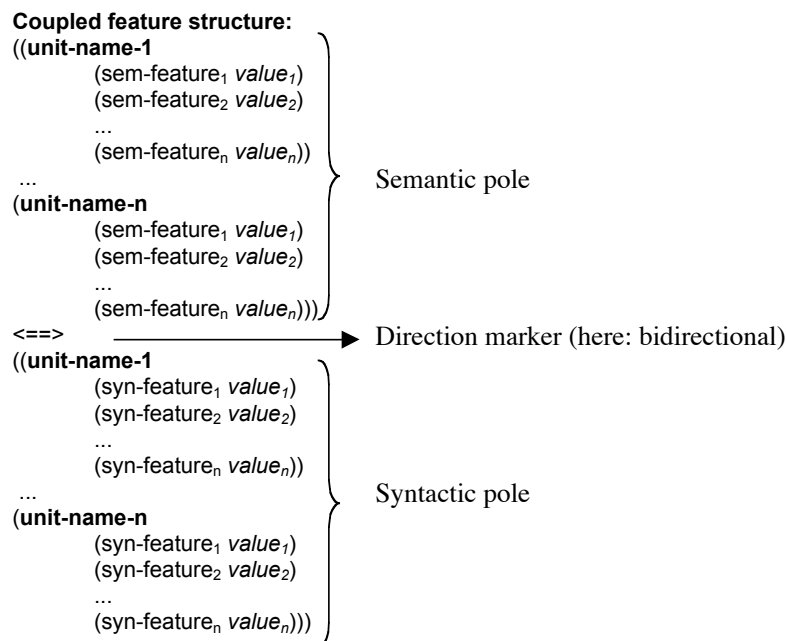 Coupled feature structure:
((unit-name-1
(sem-feature₁ value₁)
(sem-feature₂ value₂)
...
(sem-featureₙ valueₙ))
...
Semantic pole
(unit-name-n
(sem-feature₁ value₁)
(sem-feature₂ value₂)
...
(sem-featureₙ valueₙ)))
<==> Direction marker (here: bidirectional)
((unit-name-1
(syn-feature₁ value₁)
(syn-feature₂ value₂)
...
(syn-featureₙ valueₙ))
...
Syntactic pole
(unit-name-n
(syn-feature₁ value₁)
(syn-feature₂ value₂)
...
(syn-featureₙ valueₙ)))